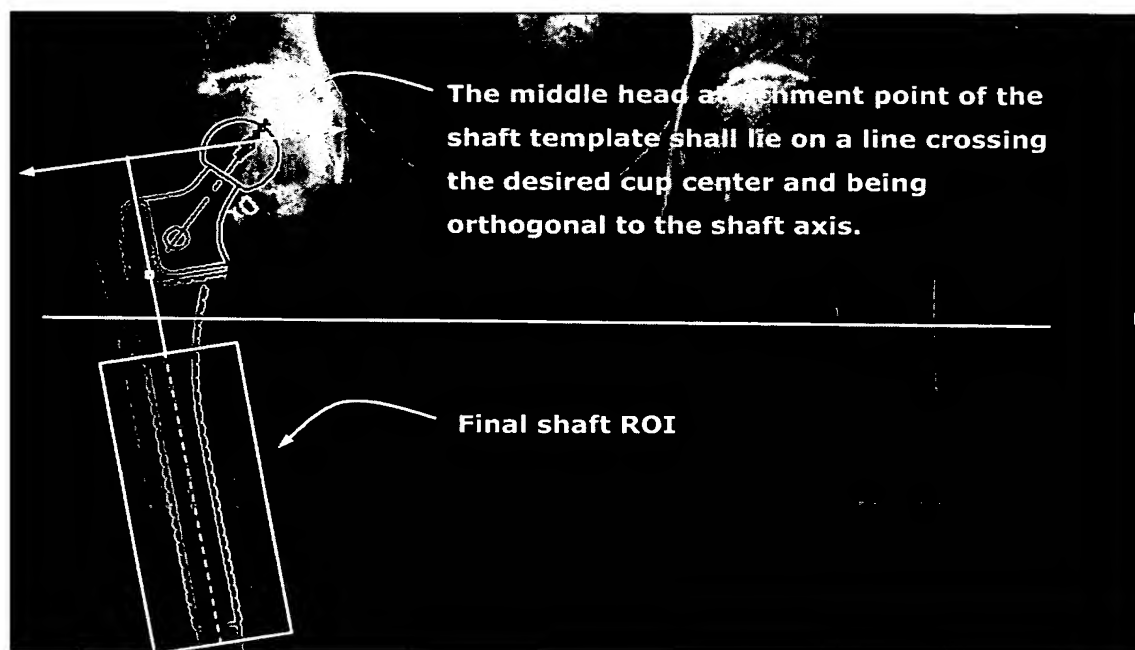 The middle head attachment point of the
shaft template shall lie on a line crossing
the desired cup center and being
orthogonal to the shaft axis.
Final shaft ROI